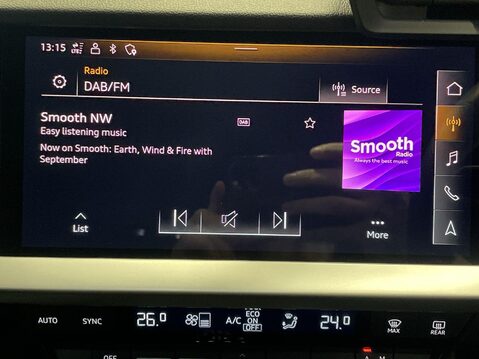 13:15 LTE
Radio
DAB/FM
Source
Smooth NW
Easy listening music
DAB
Now on Smooth: Earth, Wind & Fire with
September
Smooth
Radio
Always the best music
List
More
AUTO
SYNC
26.0
A/C
ECO
ON
OFF
24.0
MAX
REAR
OFF
A